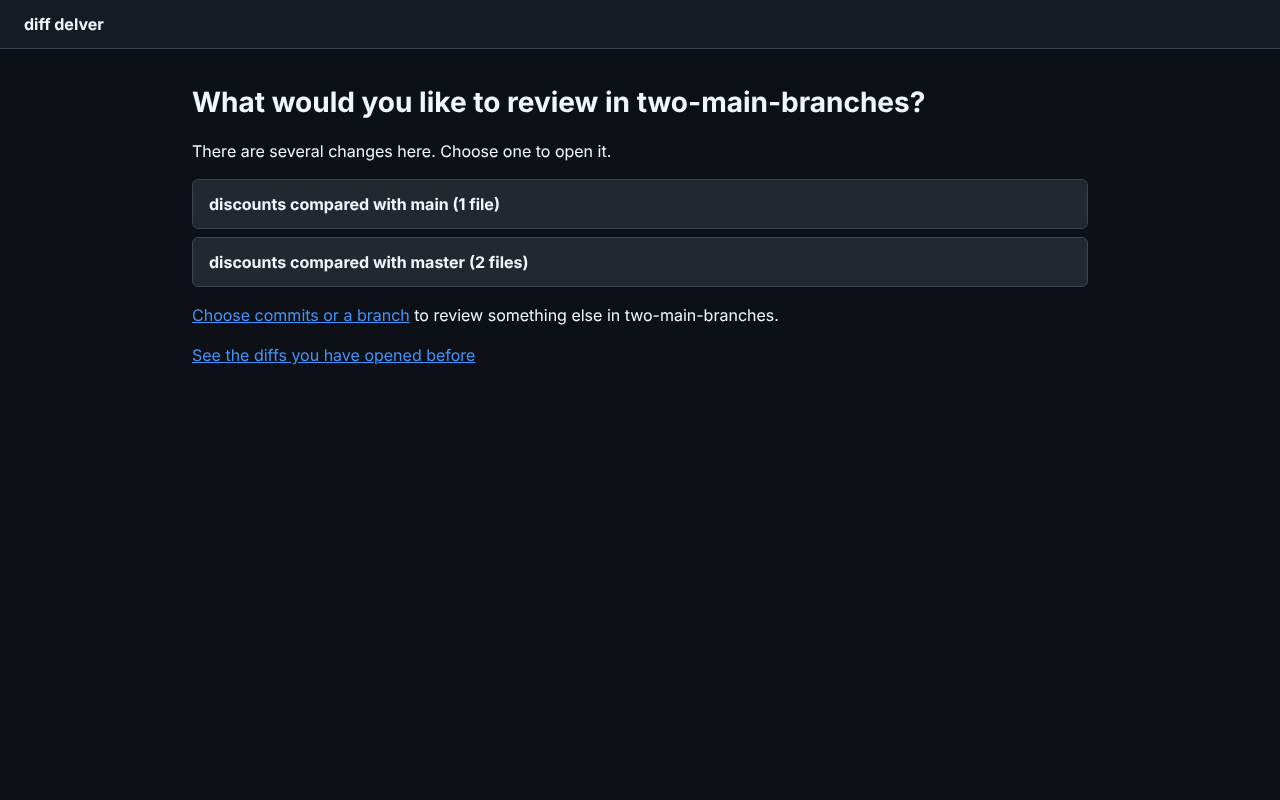 diff delver
What would you like to review in two-main-branches?
There are several changes here. Choose one to open it.
discounts compared with main (1 file)
discounts compared with master (2 files)
Choose commits or a branch to review something else in two-main-branches.
See the diffs you have opened before